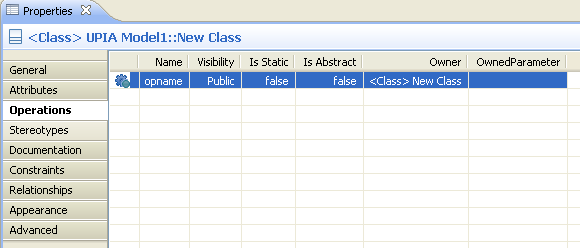 Properties
<Class> UPIA Model1::New Class
General
Attributes
Operations
Stereotypes
Documentation
Constraints
Relationships
Appearance
Advanced
Name Visibility Is Static Is Abstract Owner OwnedParameter
opname Public false false <Class> New Class